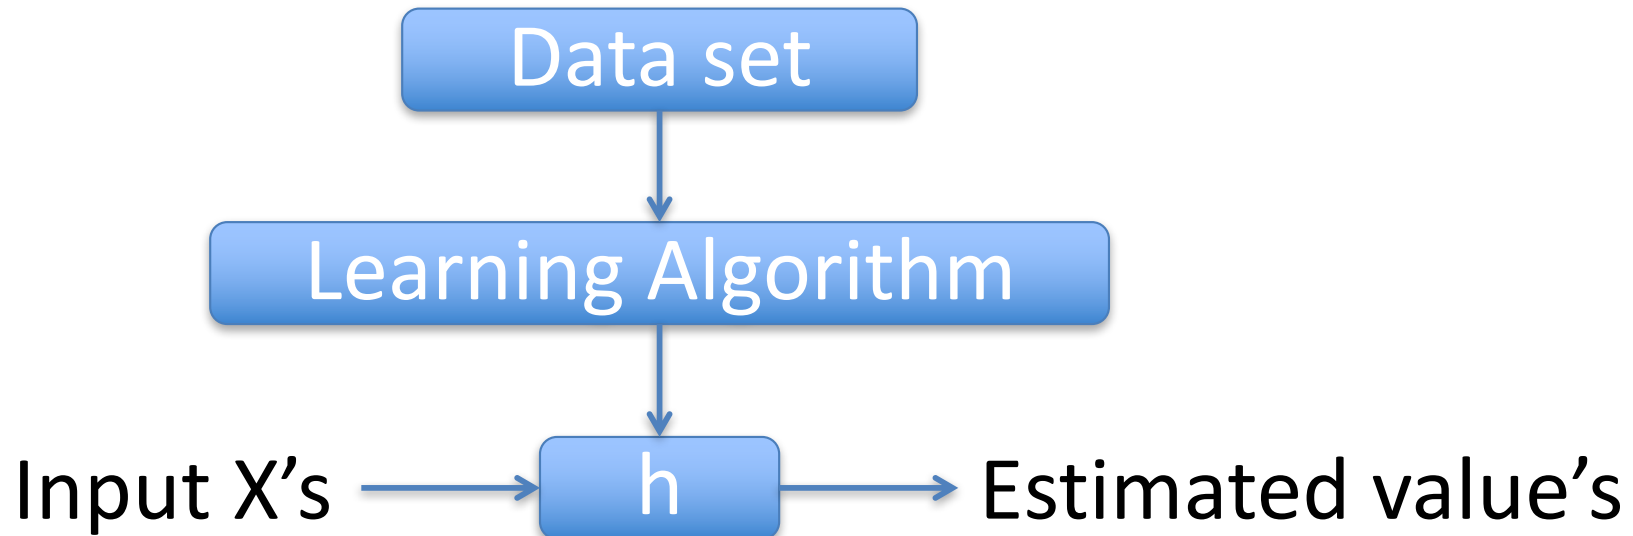 Data set
Learning Algorithm
Input X’s
h
Estimated value’s